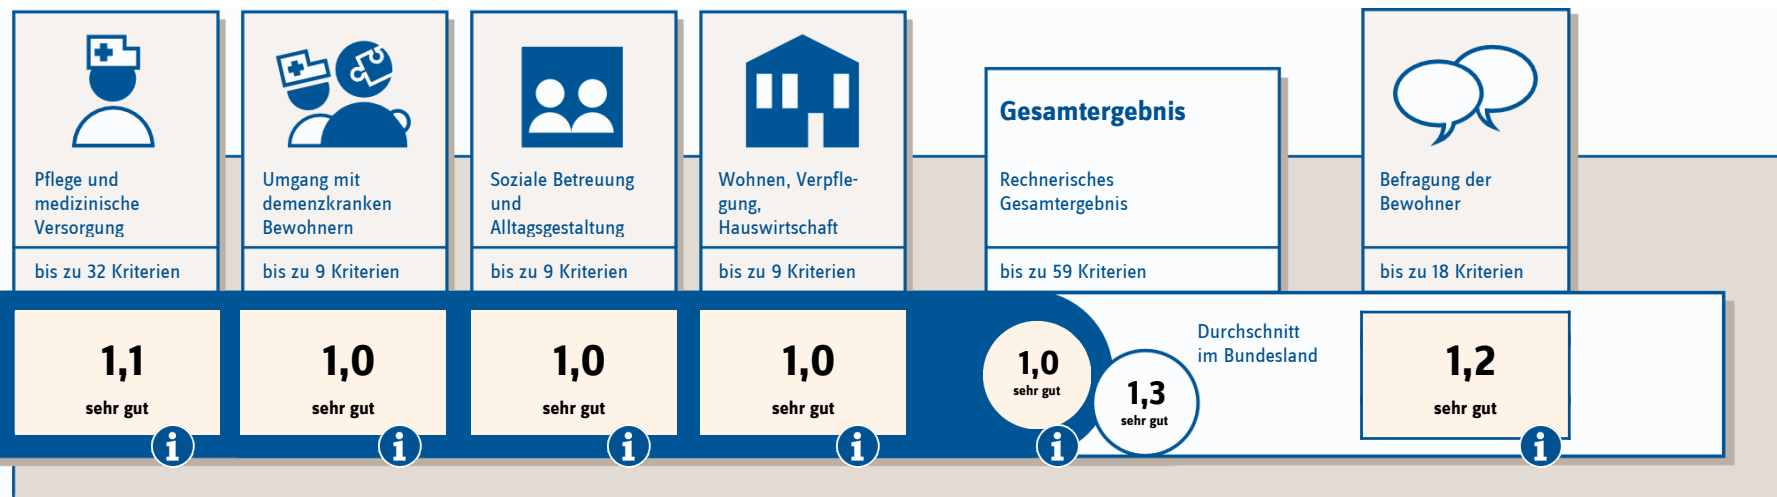 Pflege und
medizinische
Versorgung
bis zu 32 Kriterien
1,1
sehr gut
Umgang mit
demenzkranken
Bewohnern
bis zu 9 Kriterien
1,0
sehr gut
Soziale Betreuung
und
Alltagsgestaltung
bis zu 9 Kriterien
1,0
sehr gut
Wohnen, Verpfle-
gung,
Hauswirtschaft
bis zu 9 Kriterien
1,0
sehr gut
Gesamtergebnis
Rechnerisches
Gesamtergebnis
bis zu 59 Kriterien
1,0
sehr gut
1,3
sehr gut
Durchschnitt
im Bundesland
Befragung der
Bewohner
bis zu 18 Kriterien
1,2
sehr gut